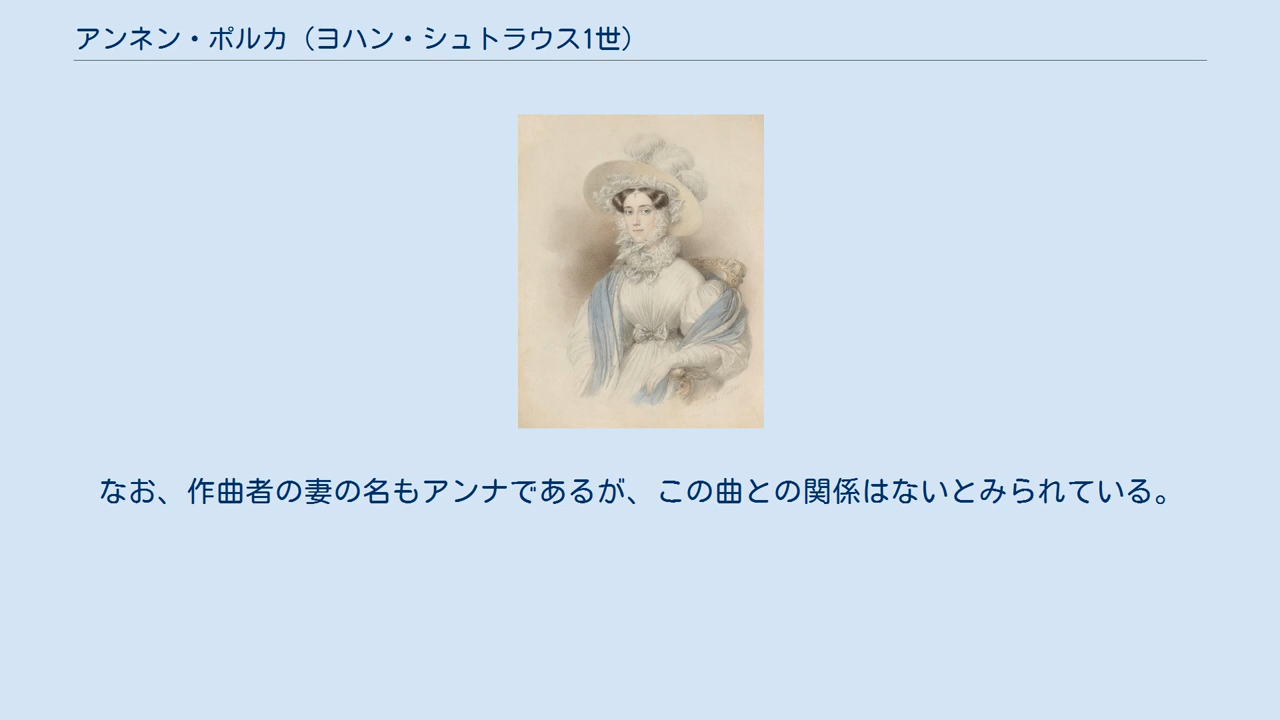 アンネン・ポルカ（ヨハン・シュトラウス1世）
なお、作曲者の妻の名もアンナであるが、この曲との関係はないとみられている。